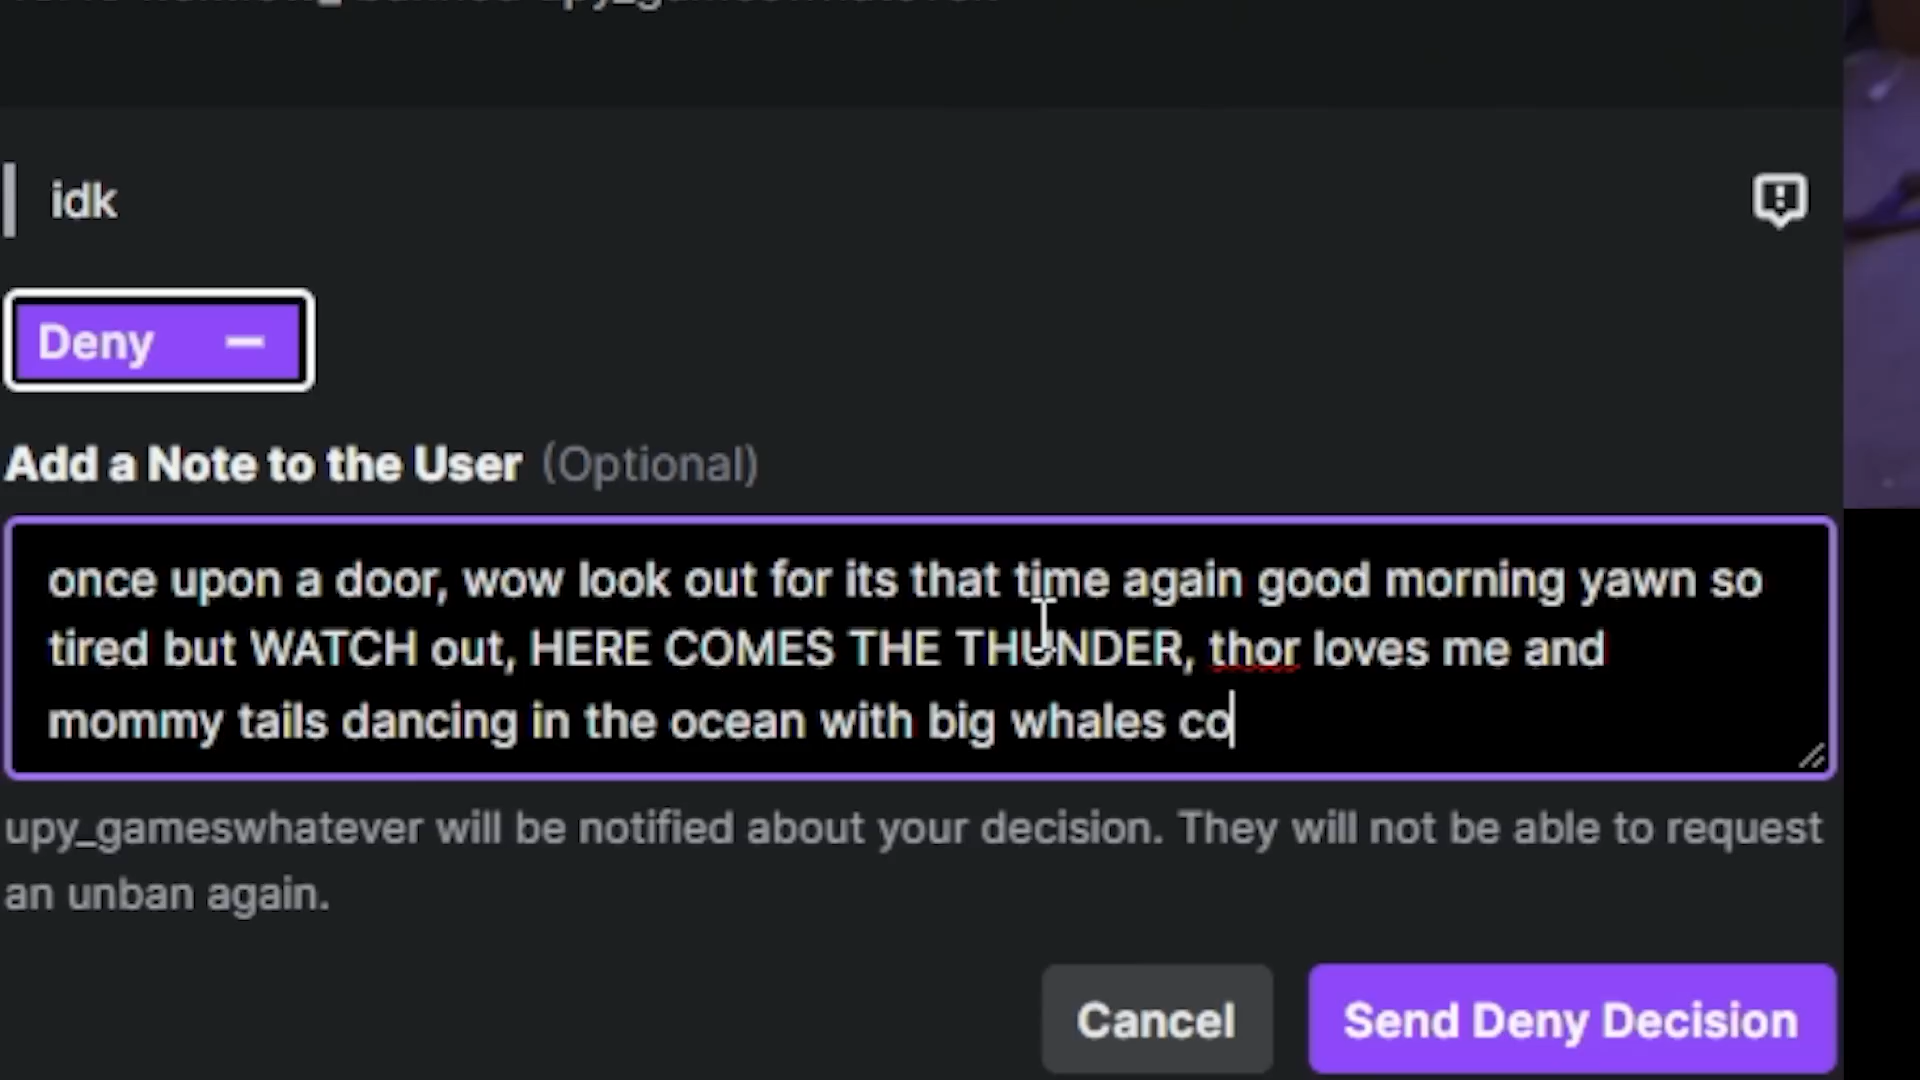 idk
Deny
Add a Note to the User (Optional)
once upon a door, wow look out for its that time again good morning yawn so
tired but WATCH out, HERE COMES THE THUNDER, thor loves me and
mommy tails dancing in the ocean with big whales co
upy_gameswhatever will be notified about your decision. They will not be able to request
an unban again.
Cancel
Send Deny Decision